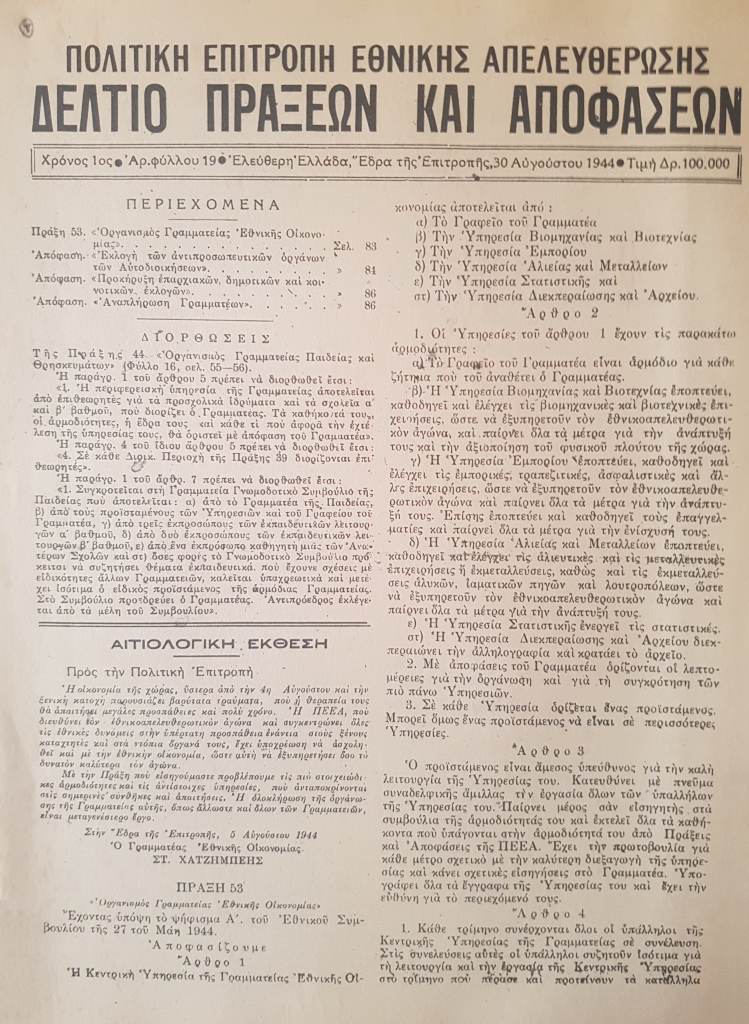 ΠΟΛΙΤΙΚΗ ΕΠΙΤΡΟΠΗ ΕΘΝΙΚΗΣ ΑΠΕΛΕΥΘΕΡΩΣΗΣ
ΔΕΛΤΙΟ ΠΡΑΞΕΩΝ ΚΑΙ ΑΠΟΦΑΣΕΩΝ
Χρόνος 1ος ● Ἀρ. φύλλου 19 ● Ἐλεύθερη Ἑλλάδα, Ἕδρα τῆς Ἐπιτροπῆς, 30 Αὐγούστου 1944 ● Τιμὴ Δρ. 100.000
ΠΕΡΙΕΧΟΜΕΝΑ
Πράξη 53. «Ὀργανισμὸς Γραμματείας Ἐθνικῆς Οἰκονο-
μίας». . . . . . . . . . . . . . . Σελ. 83
Ἀπόφαση. «Ἐκλογὴ τῶν ἀντιπροσωπευτικῶν ὀργάνων
τῶν Αὐτοδιοικήσεων». . . . . . . . . » 84
Ἀπόφαση. «Προκήρυξη ἐπαρχιακῶν, δημοτικῶν καὶ κοι-
νοτικῶν ἐκλογῶν». . . . . . . . . . » 86
Ἀπόφαση. «Ἀναπλήρωση Γραμματέων». . . . . . . » 86
ΔΙΟΡΘΩΣΕΙΣ
Τῆς Πράξης 44. «Ὀργανισμὸς Γραμματείας Παιδείας καὶ
Θρησκευμάτων» (Φύλλο 16, σελ. 55—56).
Ἡ παράγρ. 1 τοῦ ἄρθρου 5 πρέπει νὰ διορθωθεῖ ἔτσι :
«1. Ἡ περιφερειακὴ ὑπηρεσία τῆς Γραμματείας ἀποτελεῖται
ἀπὸ ἐπιθεωρητὲς γιὰ τὰ προσχολικὰ ἱδρύματα καὶ τὰ σχολεῖα α΄
καὶ β΄ βαθμοῦ, ποὺ διορίζει ὁ Γραμματέας. Τὰ καθήκοντά τους,
οἱ ἁρμοδιότητες, ἡ ἕδρα τους καὶ κάθε τί ποὺ ἀφορᾶ τὴν ἐχτέ-
λεση τῆς ὑπηρεσίας τους, θὰ ὁριστεῖ μὲ ἀπόφαση τοῦ Γραμματέα».
Ἡ παράγρ. 4 τοῦ ἴδιου ἄρθρου 5 πρέπει νὰ διορθωθεῖ ἔτσι:
«4. Σὲ κάθε Διοικ. Περιοχὴ τῆς Πράξης 39 διορίζονται ἐπι-
θεωρητές».
Ἡ παράγρ. 1 τοῦ ἄρθρ. 7 πρέπει νὰ διορθωθεῖ ἔτσι :
«1. Συγκροτεῖται στὴ Γραμματεία Γνωμοδοτικὸ Συμβούλιο τῆς
Παιδείας ποὺ ἀποτελεῖται : α) ἀπὸ τὸ Γραμματέα τῆς Παιδείας,
β) ἀπὸ τοὺς προϊσταμένους τῶν Ὑπηρεσιῶν καὶ τοῦ Γραφείου τοῦ
Γραμματέα, γ) ἀπὸ τρεῖς ἐκπροσώπους τῶν ἐκπαιδευτικῶν λειτουρ-
γῶν α΄ βαθμοῦ, δ) ἀπὸ δυὸ ἐκπροσώπους τῶν ἐκπαιδευτικῶν λει-
τουργῶν β΄ βαθμοῦ, ε) ἀπὸ ἕνα ἐκπρόσωπο καθηγητὴ μιᾶς τῶν Ἀνω-
τέρων Σχολῶν καὶ στ) ὅσες φορὲς τὸ Γνωμοδοτικὸ Συμβούλιο πρό-
κειται νὰ συζητήσει θέματα ἐκπαιδευτικά, ποὺ ἔχουνε σχέσεις μὲ
εἰδικότητες ἄλλων Γραμματειῶν, καλεῖται ὑποχρεωτικὰ καὶ μετέ-
χει ἰσότιμα ὁ εἰδικὸς προϊστάμενος τῆς ἁρμόδιας Γραμματείας.
Στὸ Συμβούλιο προεδρεύει ὁ Γραμματέας. Ἀντιπρόεδρος ἐκλέγε-
ται ἀπὸ τὰ μέλη τοῦ Συμβουλίου».
ΑΙΤΙΟΛΟΓΙΚΗ ΕΚΘΕΣΗ
Πρὸς τὴν Πολιτικὴ Ἐπιτροπὴ
Ἡ οἰκονομία τῆς χώρας, ὕστερα ἀπὸ τὴν 4η Αὐγούστου καὶ τὴν
ξενικὴ κατοχὴ παρουσιάζει βαρύτατα τραύματα, ποὺ ἡ θεραπεία τους
θὰ ἀπαιτήσει μεγάλες προσπάθειες καὶ πολὺ χρόνο. Ἡ ΠΕΕΑ, ποὺ
διευθύνει τὸν ἐθνικοαπελευθερωτικὸν ἀγώνα καὶ συγκεντρώνει ὅλες
τὶς ἐθνικὲς δυνάμεις στὴν ὑπέρτατη προσπάθεια ἐνάντια στοὺς ξένους
καταχτητὲς καὶ στὰ ντόπια ὄργανά τους, ἔχει ὑποχρέωση νὰ ἀσχολη-
θεῖ καὶ μὲ τὴν ἐθνικὴ οἰκονομία, ὥστε αὐτὴ νὰ ἐξυπηρετήσει ὅσο τὸ
δυνατὸν καλύτερα τὸν ἀγώνα.
Μὲ τὴν Πράξη ποὺ εἰσηγούμαστε προβλέπουμε τὶς πιὸ στοιχειώδι-
κες ἁρμοδιότητες καὶ τὶς ἀντίστοιχες ὑπηρεσίες, ποὺ ἀνταποκρίνονται
στὶς σημερινὲς συνθῆκες καὶ ἀπαιτήσεις. Ἡ ὁλοκλήρωση τῆς ὀργάνω-
σης τῆς Γραμματείας αὐτῆς, ὅπως ἄλλωστε καὶ ὅλων τῶν Γραμματειῶν,
εἶναι μεταγενέστερο ἔργο.
Στὴν Ἕδρα τῆς Ἐπιτροπῆς, 5 Αὐγούστου 1944
Ὁ Γραμματέας Ἐθνικῆς Οἰκονομίας.
ΣΤ. ΧΑΤΖΗΜΠΕΗΣ
ΠΡΑΞΗ 53
«Ὀργανισμὸς Γραμματείας Ἐθνικῆς Οἰκονομίας»
Ἔχοντας ὑπόψη τὸ ψήφισμα Α΄. τοῦ Ἐθνικοῦ Συμ-
βουλίου τῆς 27 τοῦ Μάη 1944.
Ἀποφασίζουμε
Ἄρθρο 1
Ἡ Κεντρικὴ Ὑπηρεσία τῆς Γραμματείας Ἐθνικῆς Οἰ-
κονομίας ἀποτελεῖται ἀπό :
α) Τὸ Γραφεῖο τοῦ Γραμματέα
β) Τὴν Ὑπηρεσία Βιομηχανίας καὶ Βιοτεχνίας
γ) Τὴν Ὑπηρεσία Ἐμπορίου
δ) Τὴν Ὑπηρεσία Ἁλιείας καὶ Μεταλλείων
ε) Τὴν Ὑπηρεσία Στατιστικῆς καὶ
στ) Τὴν Ὑπηρεσία Διεκπεραίωσης καὶ Ἀρχείου.
Ἄρθρο 2
1. Οἱ Ὑπηρεσίες τοῦ ἄρθρου 1 ἔχουν τὶς παρακάτω
ἁρμοδιότητες :
α) Τὸ Γραφεῖο τοῦ Γραμματέα εἶναι ἁρμόδιο γιὰ κάθε
ζήτημα ποὺ τοῦ ἀναθέτει ὁ Γραμματέας.
β) Ἡ Ὑπηρεσία Βιομηχανίας καὶ Βιοτεχνίας ἐποπτεύει,
καθοδηγεῖ καὶ ἐλέγχει τὶς βιομηχανικὲς καὶ βιοτεχνικὲς ἐπι-
χειρήσεις, ὥστε νὰ ἐξυπηρετοῦν τὸν ἐθνικοαπελευθερωτι-
κὸν ἀγώνα, καὶ παίρνει ὅλα τὰ μέτρα γιὰ τὴν ἀνάπτυξή
τους καὶ τὴν ἀξιοποίηση τοῦ φυσικοῦ πλούτου τῆς χώρας.
γ) Ἡ Ὑπηρεσία Ἐμπορίου ἐποπτεύει, καθοδηγεῖ καὶ
ἐλέγχει τὶς ἐμπορικές, τραπεζιτικές, ἀσφαλιστικὲς καὶ ἄλ-
λες ἐπιχειρήσεις, ὥστε νὰ ἐξυπηρετοῦν τὸν ἐθνικοαπελευθε-
ρωτικὸν ἀγώνα καὶ παίρνει ὅλα τὰ μέτρα γιὰ τὴν ἀνάπτυ-
ξή τους. Ἐπίσης ἐποπτεύει καὶ καθοδηγεῖ τοὺς ἐπαγγελ-
ματίες καὶ παίρνει ὅλα τὰ μέτρα γιὰ τὴν ἐνίσχυσή τους.
δ) Ἡ Ὑπηρεσία Ἁλιείας καὶ Μεταλλείων ἐποπτεύει,
καθοδηγεῖ καὶ ἐλέγχει τὶς ἁλιευτικὲς καὶ τὶς μεταλλευτικὲς
ἐπιχειρήσεις ἢ ἐκμεταλλεύσεις, καθὼς καὶ τὶς ἐκμεταλλεύ-
σεις ἁλυκῶν, ἰαματικῶν πηγῶν καὶ λουτροπόλεων, ὥστε
νὰ ἐξυπηρετοῦν τὸν ἐθνικοαπελευθερωτικὸν ἀγώνα καὶ
παίρνει ὅλα τὰ μέτρα γιὰ τὴν ἀνάπτυξή τους.
ε) Ἡ Ὑπηρεσία Στατιστικῆς ἐνεργεῖ τὶς στατιστικές.
στ) Ἡ Ὑπηρεσία Διεκπεραίωσης καὶ Ἀρχείου διεκ-
περαιώνει τὴν ἀλληλογραφία καὶ κρατάει τὸ ἀρχεῖο.
2. Μὲ ἀποφάσεις τοῦ Γραμματέα ὁρίζονται οἱ λεπτο-
μέρειες γιὰ τὴν ὀργάνωση καὶ γιὰ τὴ συγκρότηση τῶν
πιὸ πάνω Ὑπηρεσιῶν.
3. Σὲ κάθε Ὑπηρεσία ὁρίζεται ἕνας προϊστάμενος.
Μπορεῖ ὅμως ἕνας προϊστάμενος νὰ εἶναι σὲ περισσότερες
Ὑπηρεσίες.
Ἄρθρο 3
Ὁ προϊστάμενος εἶναι ἄμεσος ὑπεύθυνος γιὰ τὴν καλὴ
λειτουργία τῆς Ὑπηρεσίας του. Κατευθύνει μὲ πνεῦμα
συναδελφικῆς ἅμιλλας τὴν ἐργασία ὅλων τῶν ὑπαλλήλων
τῆς Ὑπηρεσίας του. Παίρνει μέρος σὰν εἰσηγητὴς στὰ
συμβούλια τῆς ἁρμοδιότητάς του καὶ ἐκτελεῖ ὅλα τὰ καθή-
κοντα ποὺ ὑπάγονται στὴν ἁρμοδιότητά του ἀπὸ Πράξεις
καὶ Ἀποφάσεις τῆς ΠΕΕΑ. Ἔχει τὴν πρωτοβουλία γιὰ
κάθε μέτρο σχετικὸ μὲ τὴν καλύτερη διεξαγωγὴ τῆς ὑπηρε-
σίας καὶ κάνει σχετικὲς εἰσηγήσεις στὸ Γραμματέα. Ὑπο-
γράφει ὅλα τὰ ἔγγραφα τῆς Ὑπηρεσίας του καὶ ἔχει τὴν
εὐθύνη γιὰ τὸ περιεχόμενό τους.
Ἄρθρο 4
1. Κάθε τρίμηνο συνέρχονται ὅλοι οἱ ὑπάλληλοι τῆς
Κεντρικῆς Ὑπηρεσίας τῆς Γραμματείας σὲ συνέλευση.
Στὶς συνελεύσεις αὐτὲς οἱ ὑπάλληλοι συζητοῦν ἰσότιμα γιὰ
τὴ λειτουργία καὶ τὴν ἐργασία τῆς Κεντρικῆς Ὑπηρεσίας
στὸ τρίμηνο ποὺ πέρασε καὶ προτείνουν τὰ κατάλληλα